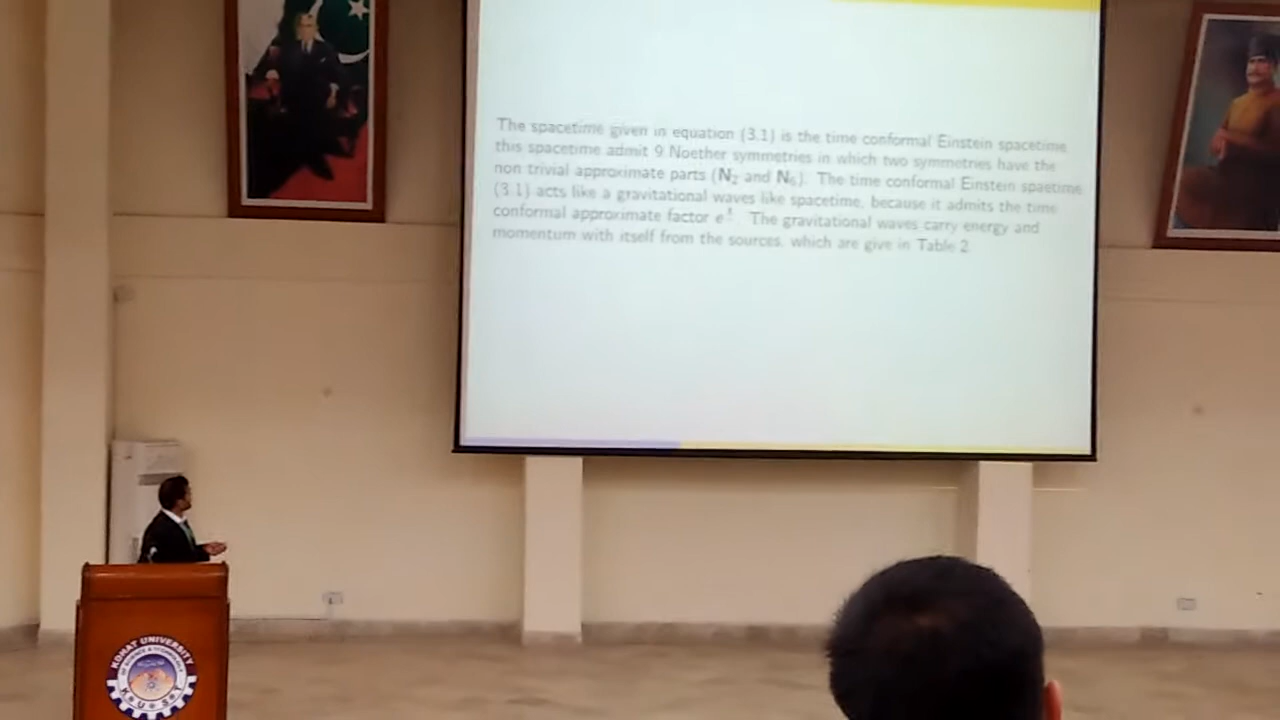 The spacetime given in equation (3.1) is the time conformal Einstein spacetime
this spacetime admit 9 Noether symmetries in which two symmetries have the
non trivial approximate parts (N₂ and N₆). The time conformal Einstein spaetime
(3.1) acts like a gravitational waves like spacetime, because it admits the time
conformal approximate factor e The gravitational waves carry energy and
momentum with itself from the sources, which are give in Table 2
KOHAT UNIVERSITY
OF SCIENCE & TECHNOLOGY
K U S T